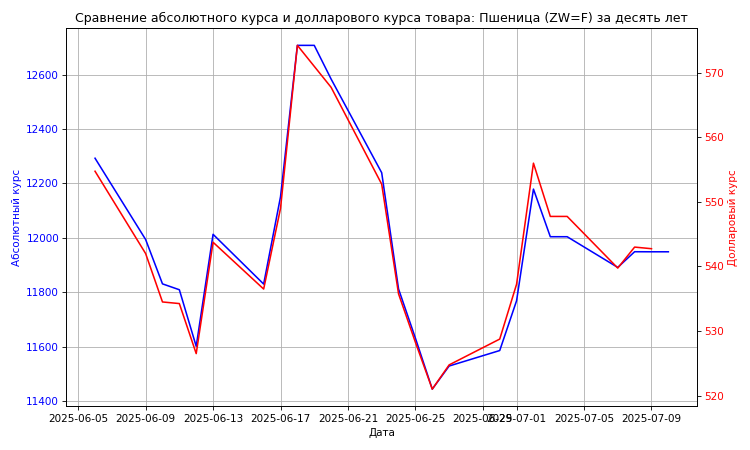 Сравнение абсолютного курса и долларового курса товара: Пшеница (ZW=F) за десять лет
12600
12400
12200
12000
11800
11600
11400
Абсолютный курс
570
560
550
540
530
520
Долларовый курс
2025-06-05 2025-06-09 2025-06-13 2025-06-17 2025-06-21 2025-06-25 2025-06-29 2025-07-01 2025-07-05 2025-07-09
Дата